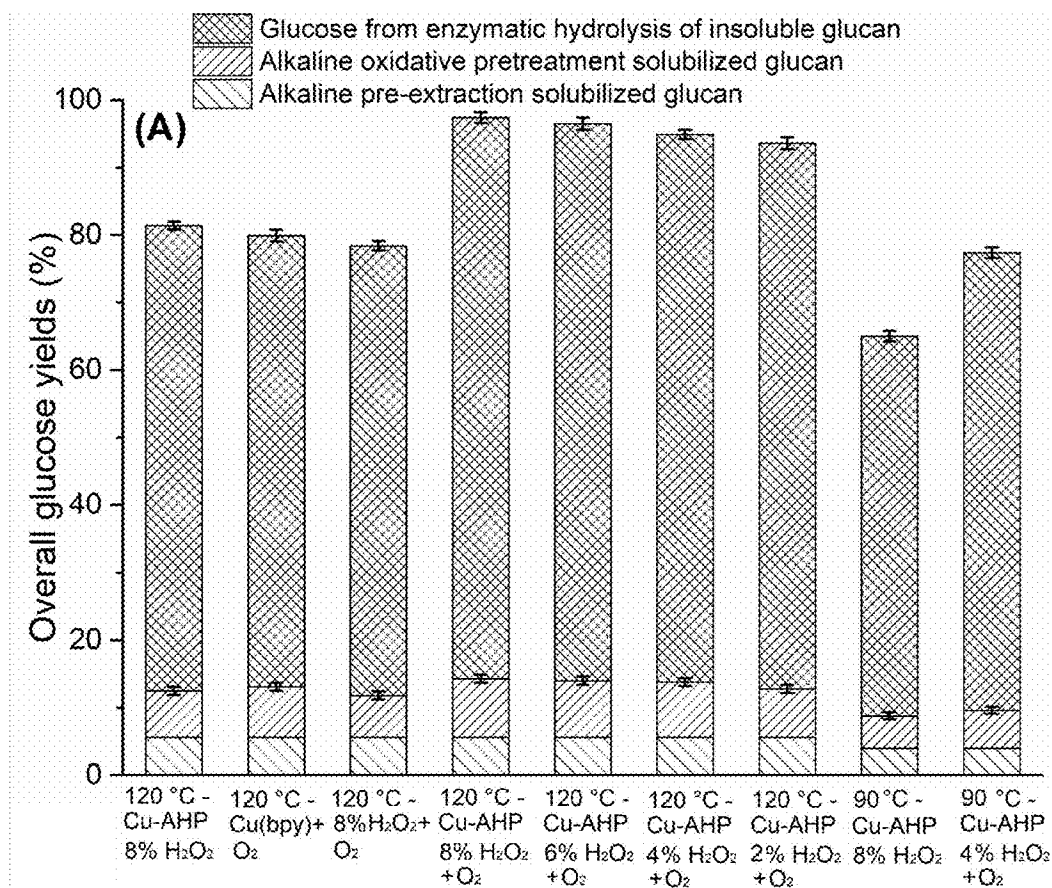 Glucose from enzymatic hydrolysis of insoluble glucan
Alkaline oxidative pretreatment solubilized glucan
Alkaline pre-extraction solubilized glucan
(A)
Overall glucose yields (%)
100
80
60
40
20
0
120 °C -
Cu-AHP
8% H₂O₂
120 °C -
Cu(bpy)+
O₂
120 °C -
8%H₂O₂+
O₂
120 °C -
Cu-AHP
8% H₂O₂
+O₂
120 °C -
Cu-AHP
6% H₂O₂
+O₂
120 °C -
Cu-AHP
4% H₂O₂
+O₂
120 °C -
Cu-AHP
2% H₂O₂
+O₂
90 °C -
Cu-AHP
8% H₂O₂
90 °C -
Cu-AHP
4% H₂O₂
+O₂